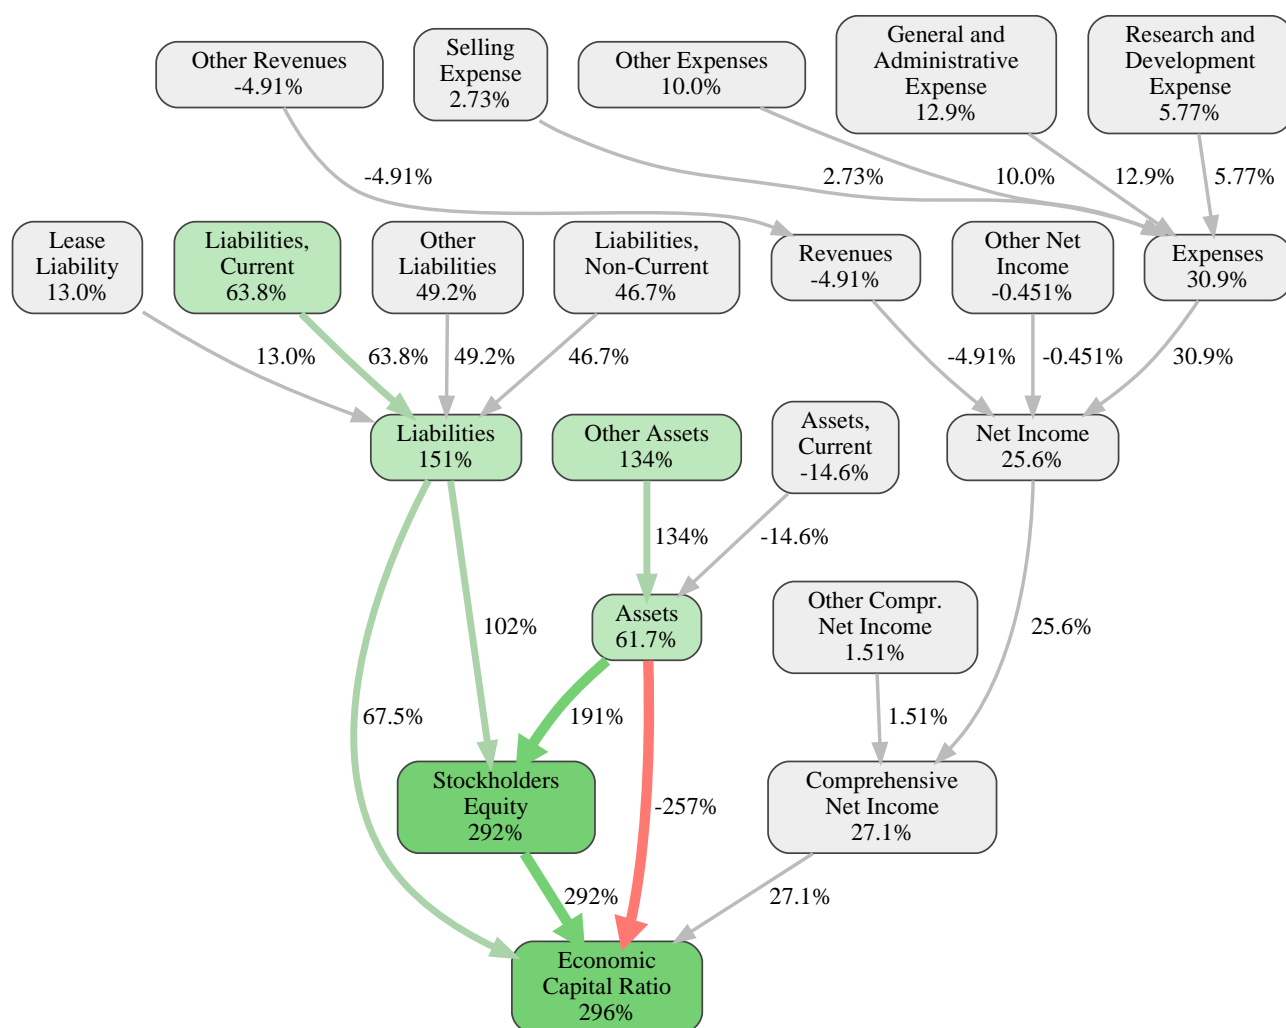 Other Revenues
-4.91%
Selling
Expense
2.73%
Other Expenses
10.0%
General and
Administrative
Expense
12.9%
Research and
Development
Expense
5.77%
-4.91%
2.73%
10.0%
12.9%
5.77%
Lease
Liability
13.0%
Liabilities,
Current
63.8%
Other
Liabilities
49.2%
Liabilities,
Non-Current
46.7%
Revenues
-4.91%
Other Net
Income
-0.451%
Expenses
30.9%
13.0%
63.8%
49.2%
46.7%
-4.91%
-0.451%
30.9%
Liabilities
151%
Other Assets
134%
Assets,
Current
-14.6%
Net Income
25.6%
134%
-14.6%
102%
Assets
61.7%
Other Compr.
Net Income
1.51%
25.6%
67.5%
191%
1.51%
Stockholders
Equity
292%
-257%
Comprehensive
Net Income
27.1%
292%
27.1%
Economic
Capital Ratio
296%